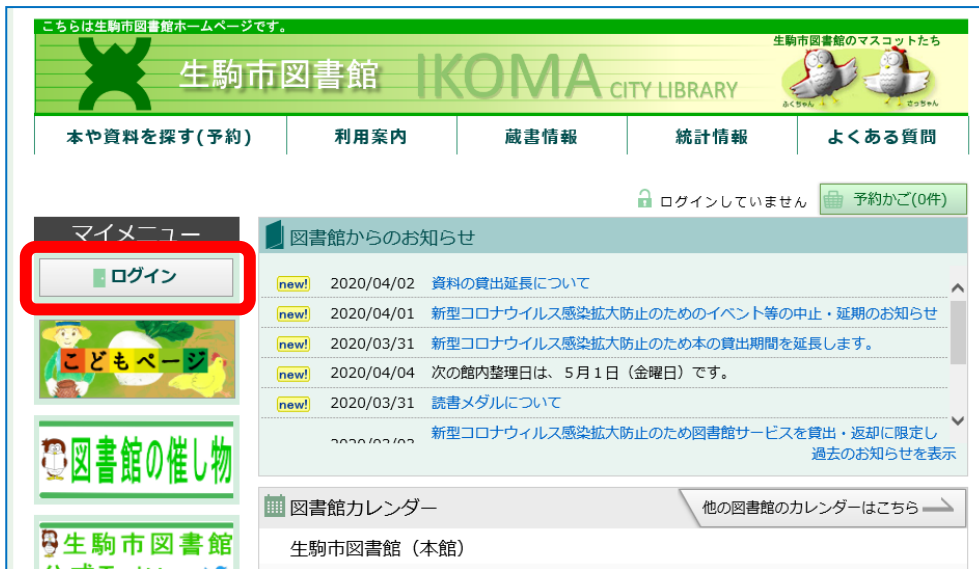 こちらは生駒市図書館ホームページです。
生駒市図書館 IKOMA CITY LIBRARY
生駒市図書館のマスコットたち
ふくちゃん
さっちゃん
本や資料を探す(予約) 利用案内 蔵書情報 統計情報 よくある質問
ログインしていません 予約かご(0件)
マイメニュー
ログイン
こどもページ
図書館の催し物
生駒市図書館
図書館からのお知らせ
new! 2020/04/02 資料の貸出延長について
new! 2020/04/01 新型コロナウイルス感染拡大防止のためのイベント等の中止・延期のお知らせ
new! 2020/03/31 新型コロナウイルス感染拡大防止のため本の貸出期間を延長します。
new! 2020/04/04 次の館内整理日は、５月１日（金曜日）です。
new! 2020/03/31 読書メダルについて
新型コロナウイルス感染拡大防止のため図書館サービスを貸出・返却に限定し
過去のお知らせを表示
図書館カレンダー 他の図書館のカレンダーはこちら
生駒市図書館（本館）